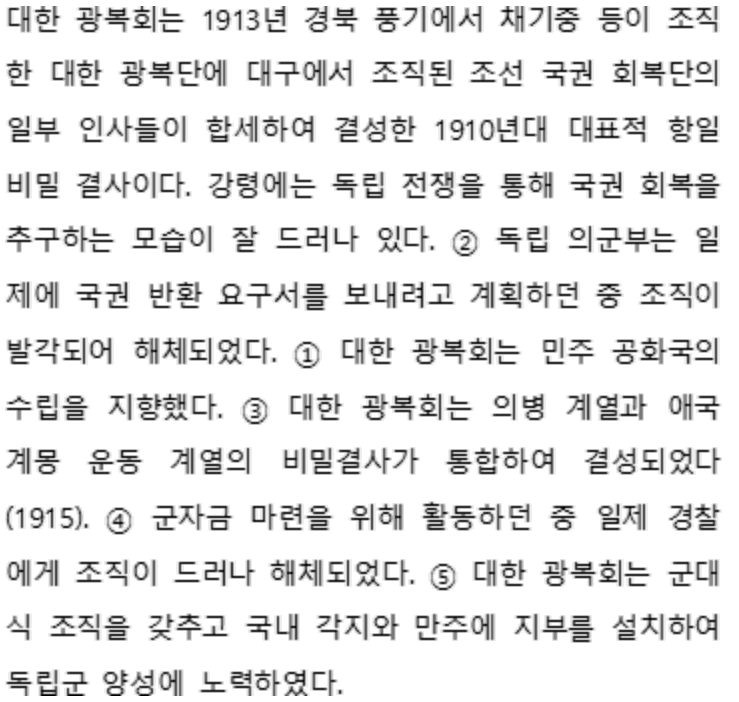 대한 광복회는 1913년 경북 풍기에서 채기중 등이 조직
한 대한 광복단에 대구에서 조직된 조선 국권 회복단의
일부 인사들이 합세하여 결성한 1910년대 대표적 항일
비밀 결사이다. 강령에는 독립 전쟁을 통해 국권 회복을
추구하는 모습이 잘 드러나 있다. ② 독립 의군부는 일
제에 국권 반환 요구서를 보내려고 계획하던 중 조직이
발각되어 해체되었다. ① 대한 광복회는 민주 공화국의
수립을 지향했다. ③ 대한 광복회는 의병 계열과 애국
계몽 운동 계열의 비밀결사가 통합하여 결성되었다
(1915). ④ 군자금 마련을 위해 활동하던 중 일제 경찰
에게 조직이 드러나 해체되었다. ⑤ 대한 광복회는 군대
식 조직을 갖추고 국내 각지와 만주에 지부를 설치하여
독립군 양성에 노력하였다.